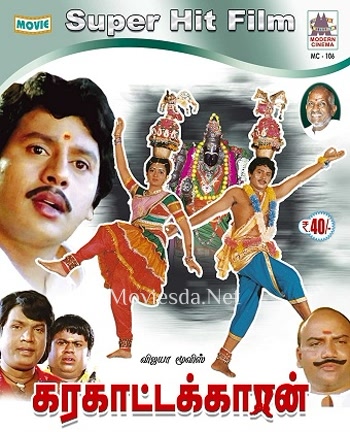 MOVIE
Super Hit Film
MODERN
CINEMA
MC - 106
₹ 40/-
Moviesda.Net
விஜயா மூவிஸ்
கரகாட்டக்காரன்